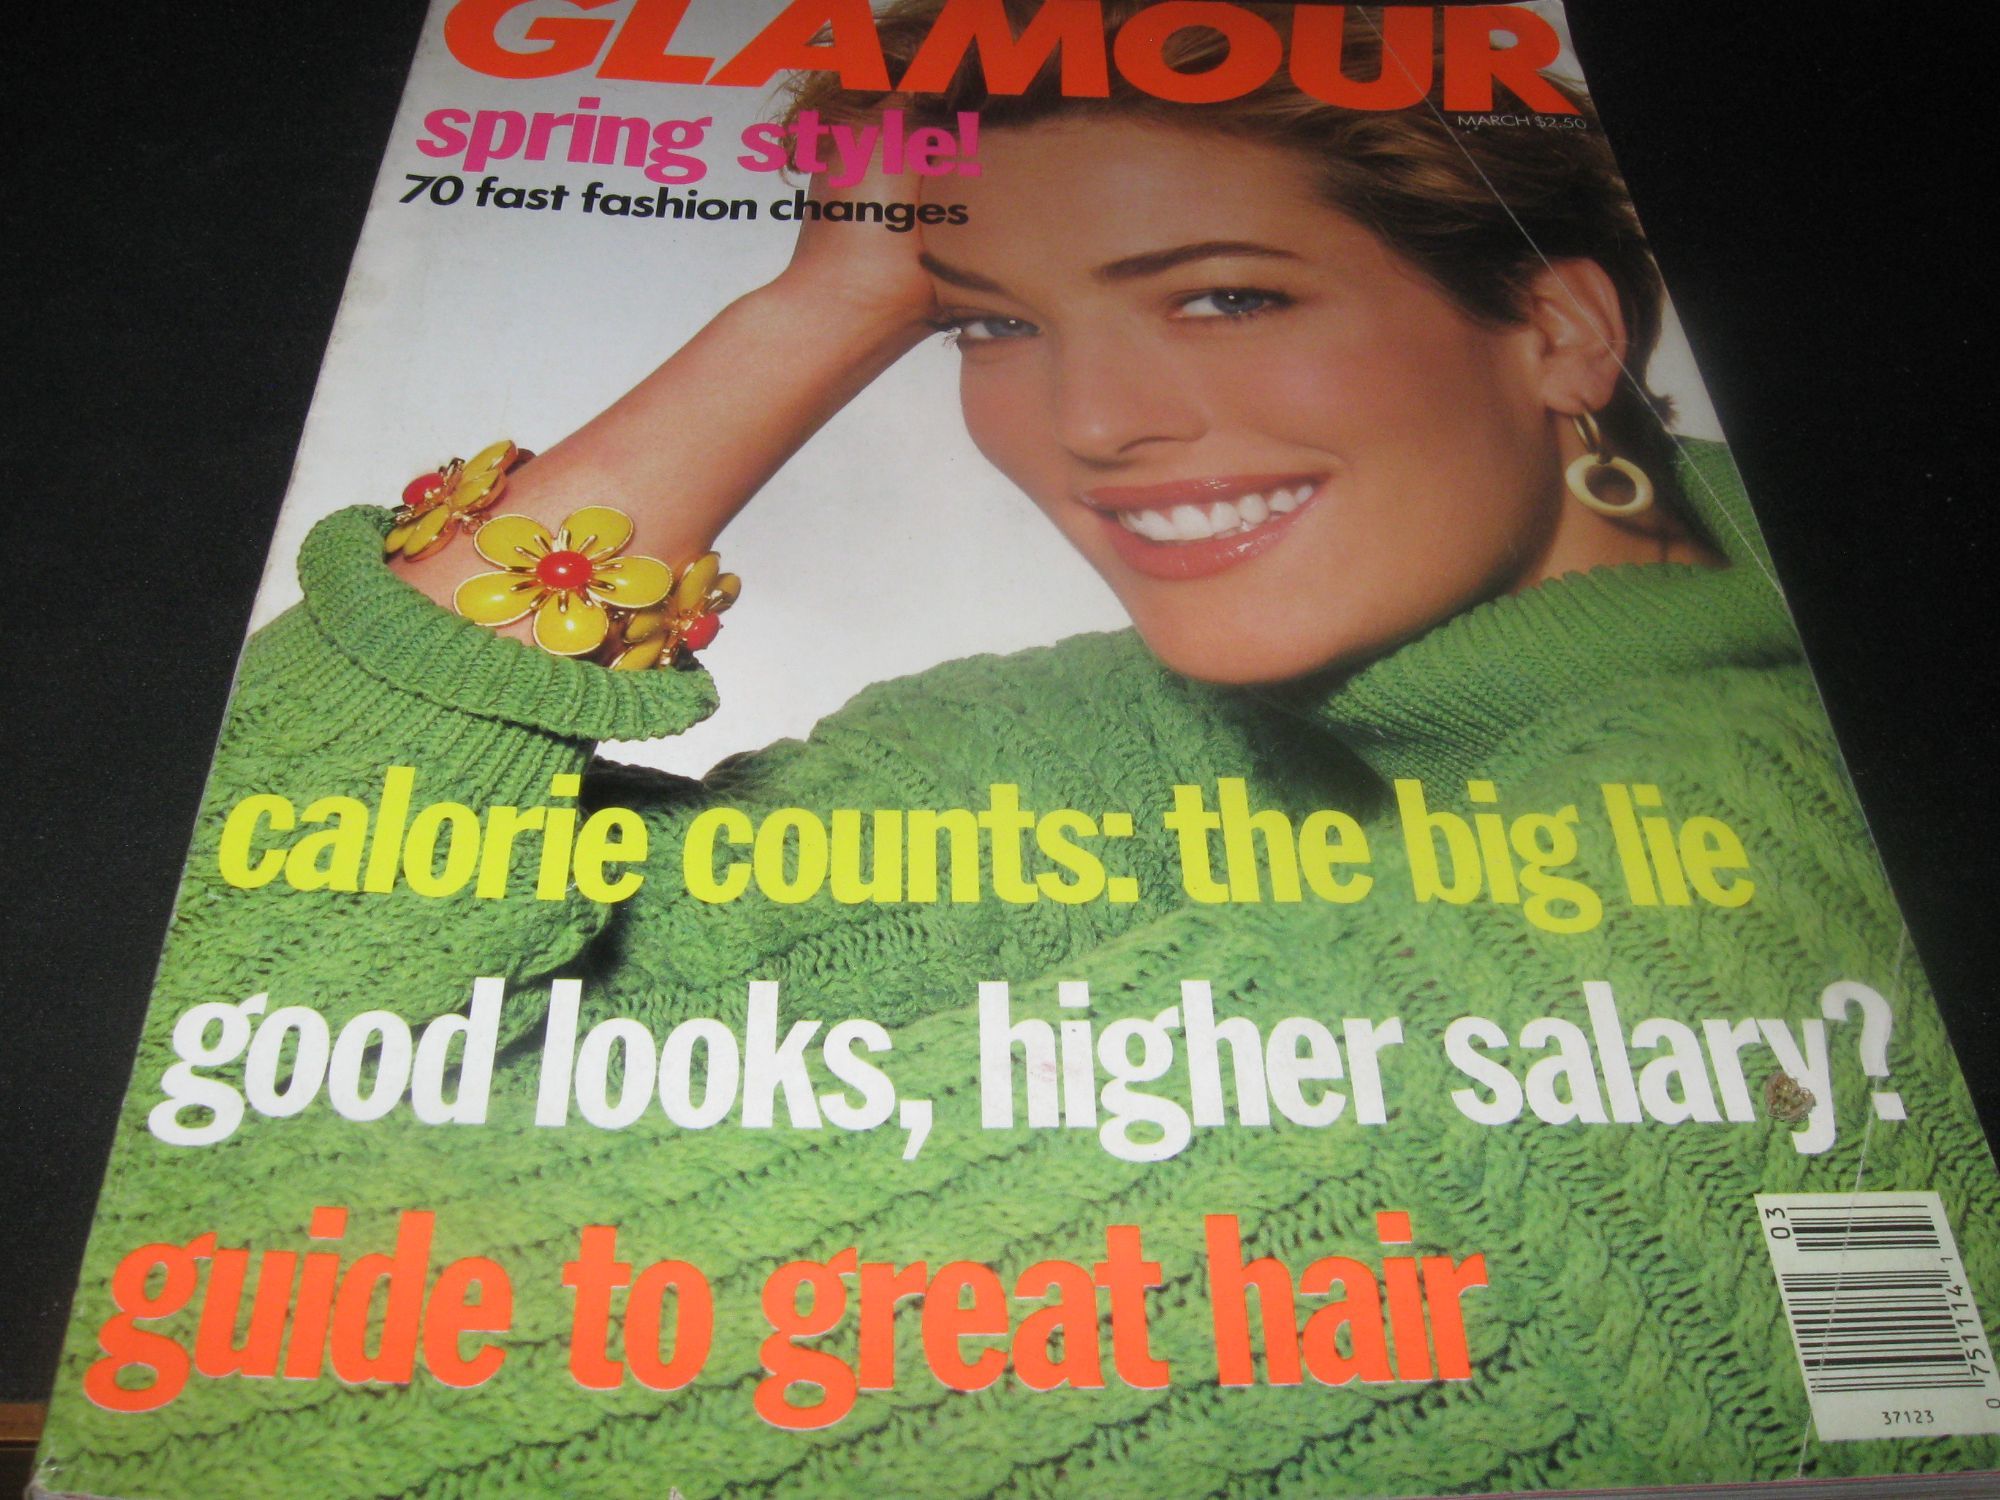 GLAMOUR
MARCH $2.50
spring style!
70 fast fashion changes
calorie counts: the big lie
good looks, higher salary?
guide to great hair
03
0 751114 1
37123